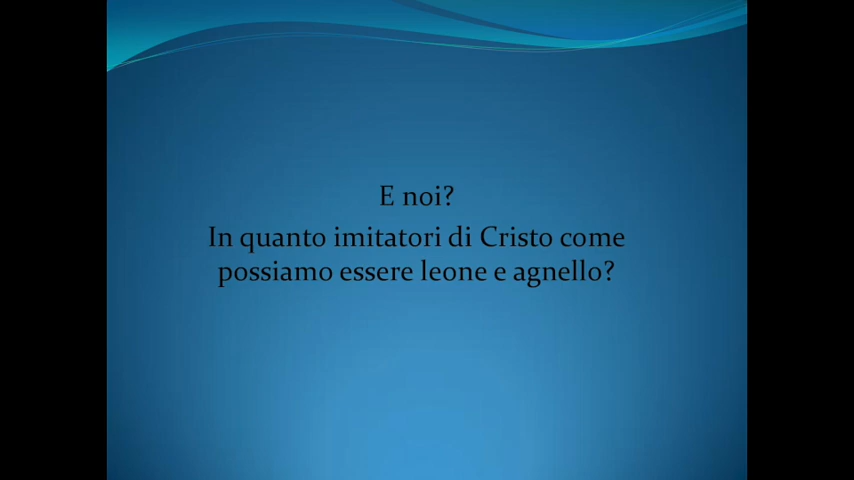 E noi?
In quanto imitatori di Cristo come
possiamo essere leone e agnello?